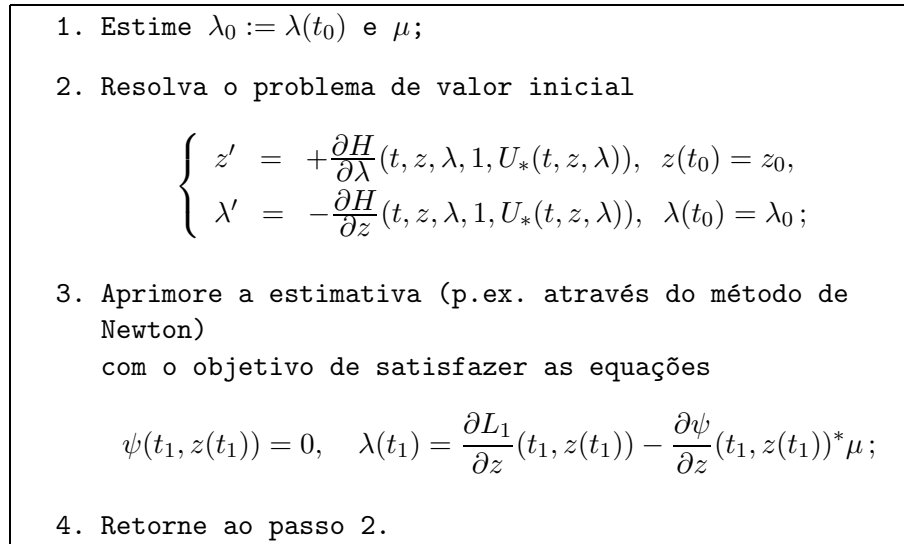 1. Estime λ₀ := λ(t₀) e μ;
2. Resolva o problema de valor inicial
{ z′ = +∂H/∂λ(t, z, λ, 1, U∗(t, z, λ)), z(t₀) = z₀,
λ′ = −∂H/∂z(t, z, λ, 1, U∗(t, z, λ)), λ(t₀) = λ₀ ;
3. Aprimore a estimativa (p.ex. através do método de
Newton)
com o objetivo de satisfazer as equações
ψ(t₁, z(t₁)) = 0, λ(t₁) = ∂L₁/∂z(t₁, z(t₁)) − ∂ψ/∂z(t₁, z(t₁))*μ ;
4. Retorne ao passo 2.